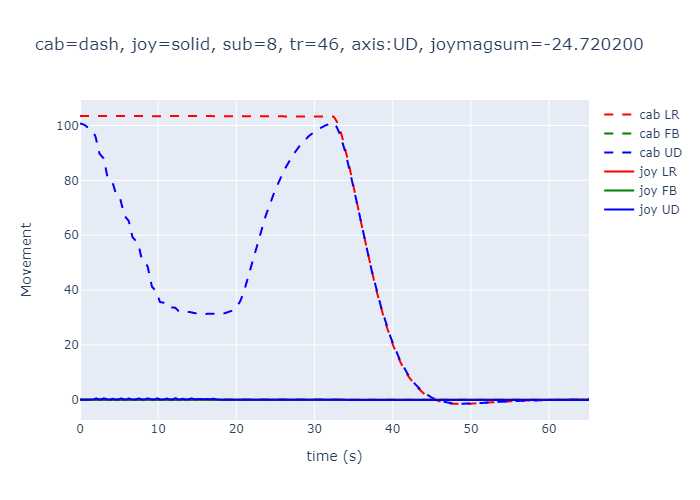 cab=dash, joy=solid, sub=8, tr=46, axis:UD, joymagsum=-24.720200
cab LR
cab FB
cab UD
joy LR
joy FB
joy UD
Movement
100
80
60
40
20
0
0 10 20 30 40 50 60
time (s)